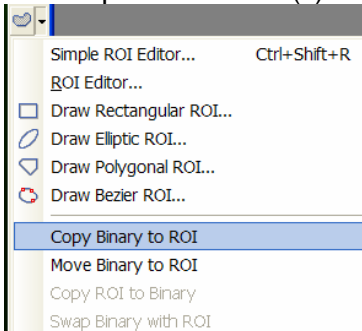 Simple ROI Editor... Ctrl+Shift+R
ROI Editor...
Draw Rectangular ROI...
Draw Elliptic ROI...
Draw Polygonal ROI...
Draw Bezier ROI...
Copy Binary to ROI
Move Binary to ROI
Copy ROI to Binary
Swap Binary with ROI